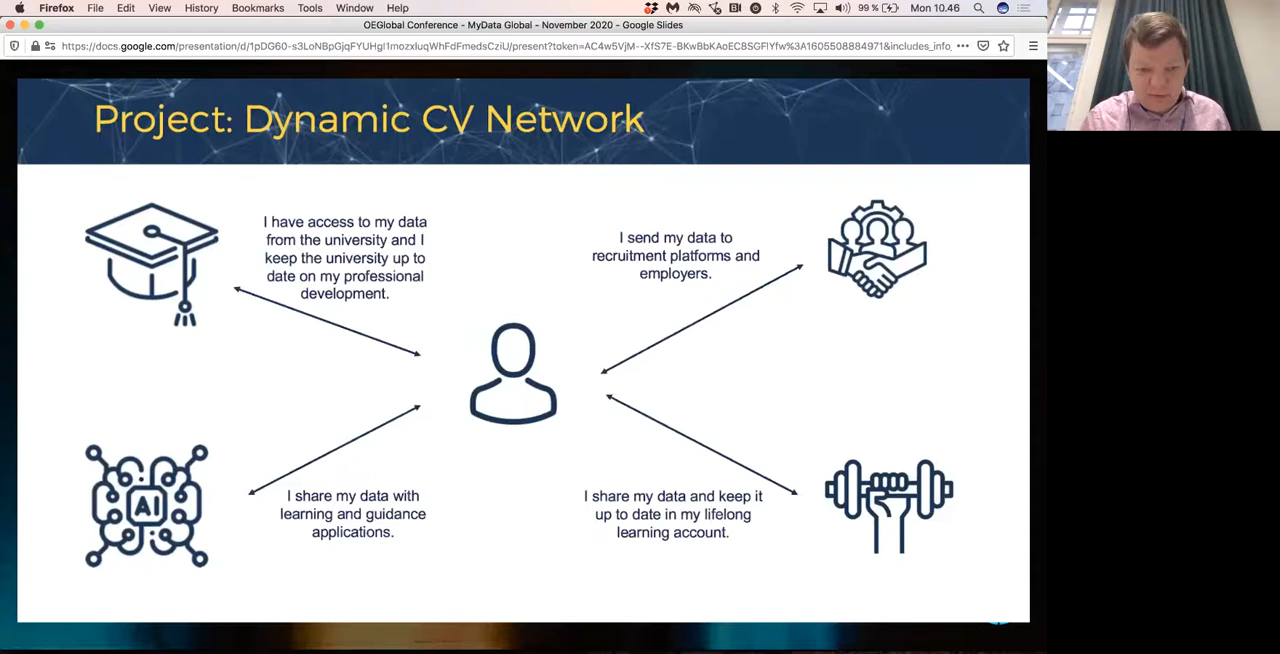 Firefox File Edit View History Bookmarks Tools Window Help 99 % Mon 10.46
OEGlobal Conference - MyData Global - November 2020 - Google Slides
Project: Dynamic CV Network
I have access to my data
from the university and I
keep the university up to
date on my professional
development.
I send my data to
recruitment platforms and
employers.
AI
I share my data with
learning and guidance
applications.
I share my data and keep it
up to date in my lifelong
learning account.